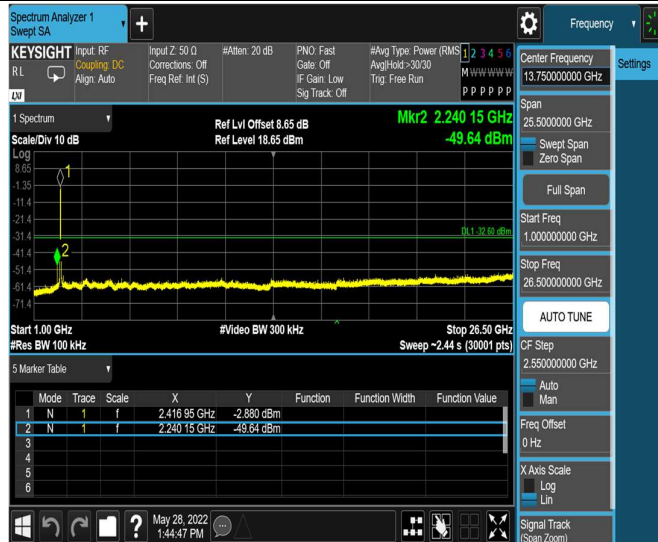 Spectrum Analyzer 1
Swept SA
Frequency
KEYSIGHT
RL
LXI
Input: RF
Coupling: DC
Align: Auto
Input Z: 50 Ω
Corrections: Off
Freq Ref: Int (S)
#Atten: 20 dB
PNO: Fast
Gate: Off
IF Gain: Low
Sig Track: Off
#Avg Type: Power (RMS
Avg|Hold:>30/30
Trig: Free Run
1 2 3 4 5 6
M W W W W W
P P P P P P
Center Frequency
13.750000000 GHz
Settings
Span
25.5000000 GHz
Swept Span
Zero Span
Full Span
Start Freq
1.000000000 GHz
Stop Freq
26.500000000 GHz
AUTO TUNE
CF Step
2.550000000 GHz
Auto
Man
Freq Offset
0 Hz
X Axis Scale
Log
Lin
Signal Track
(Span Zoom)
1 Spectrum
Scale/Div 10 dB
Log
Ref Lvl Offset 8.65 dB
Ref Level 18.65 dBm
Mkr2 2.240 15 GHz
-49.64 dBm
8.65
-1.35
-11.4
-21.4
-31.4
-41.4
-51.4
-61.4
-71.4
1
2
DL1 -32.60 dBm
Start 1.00 GHz
#Res BW 100 kHz
#Video BW 300 kHz
Stop 26.50 GHz
Sweep ~2.44 s (30001 pts)
5 Marker Table
Mode Trace Scale X Y Function Function Width Function Value
1 N 1 f 2.416 95 GHz -2.880 dBm
2 N 1 f 2.240 15 GHz -49.64 dBm
3
4
5
6
?
May 28, 2022
1:44:47 PM